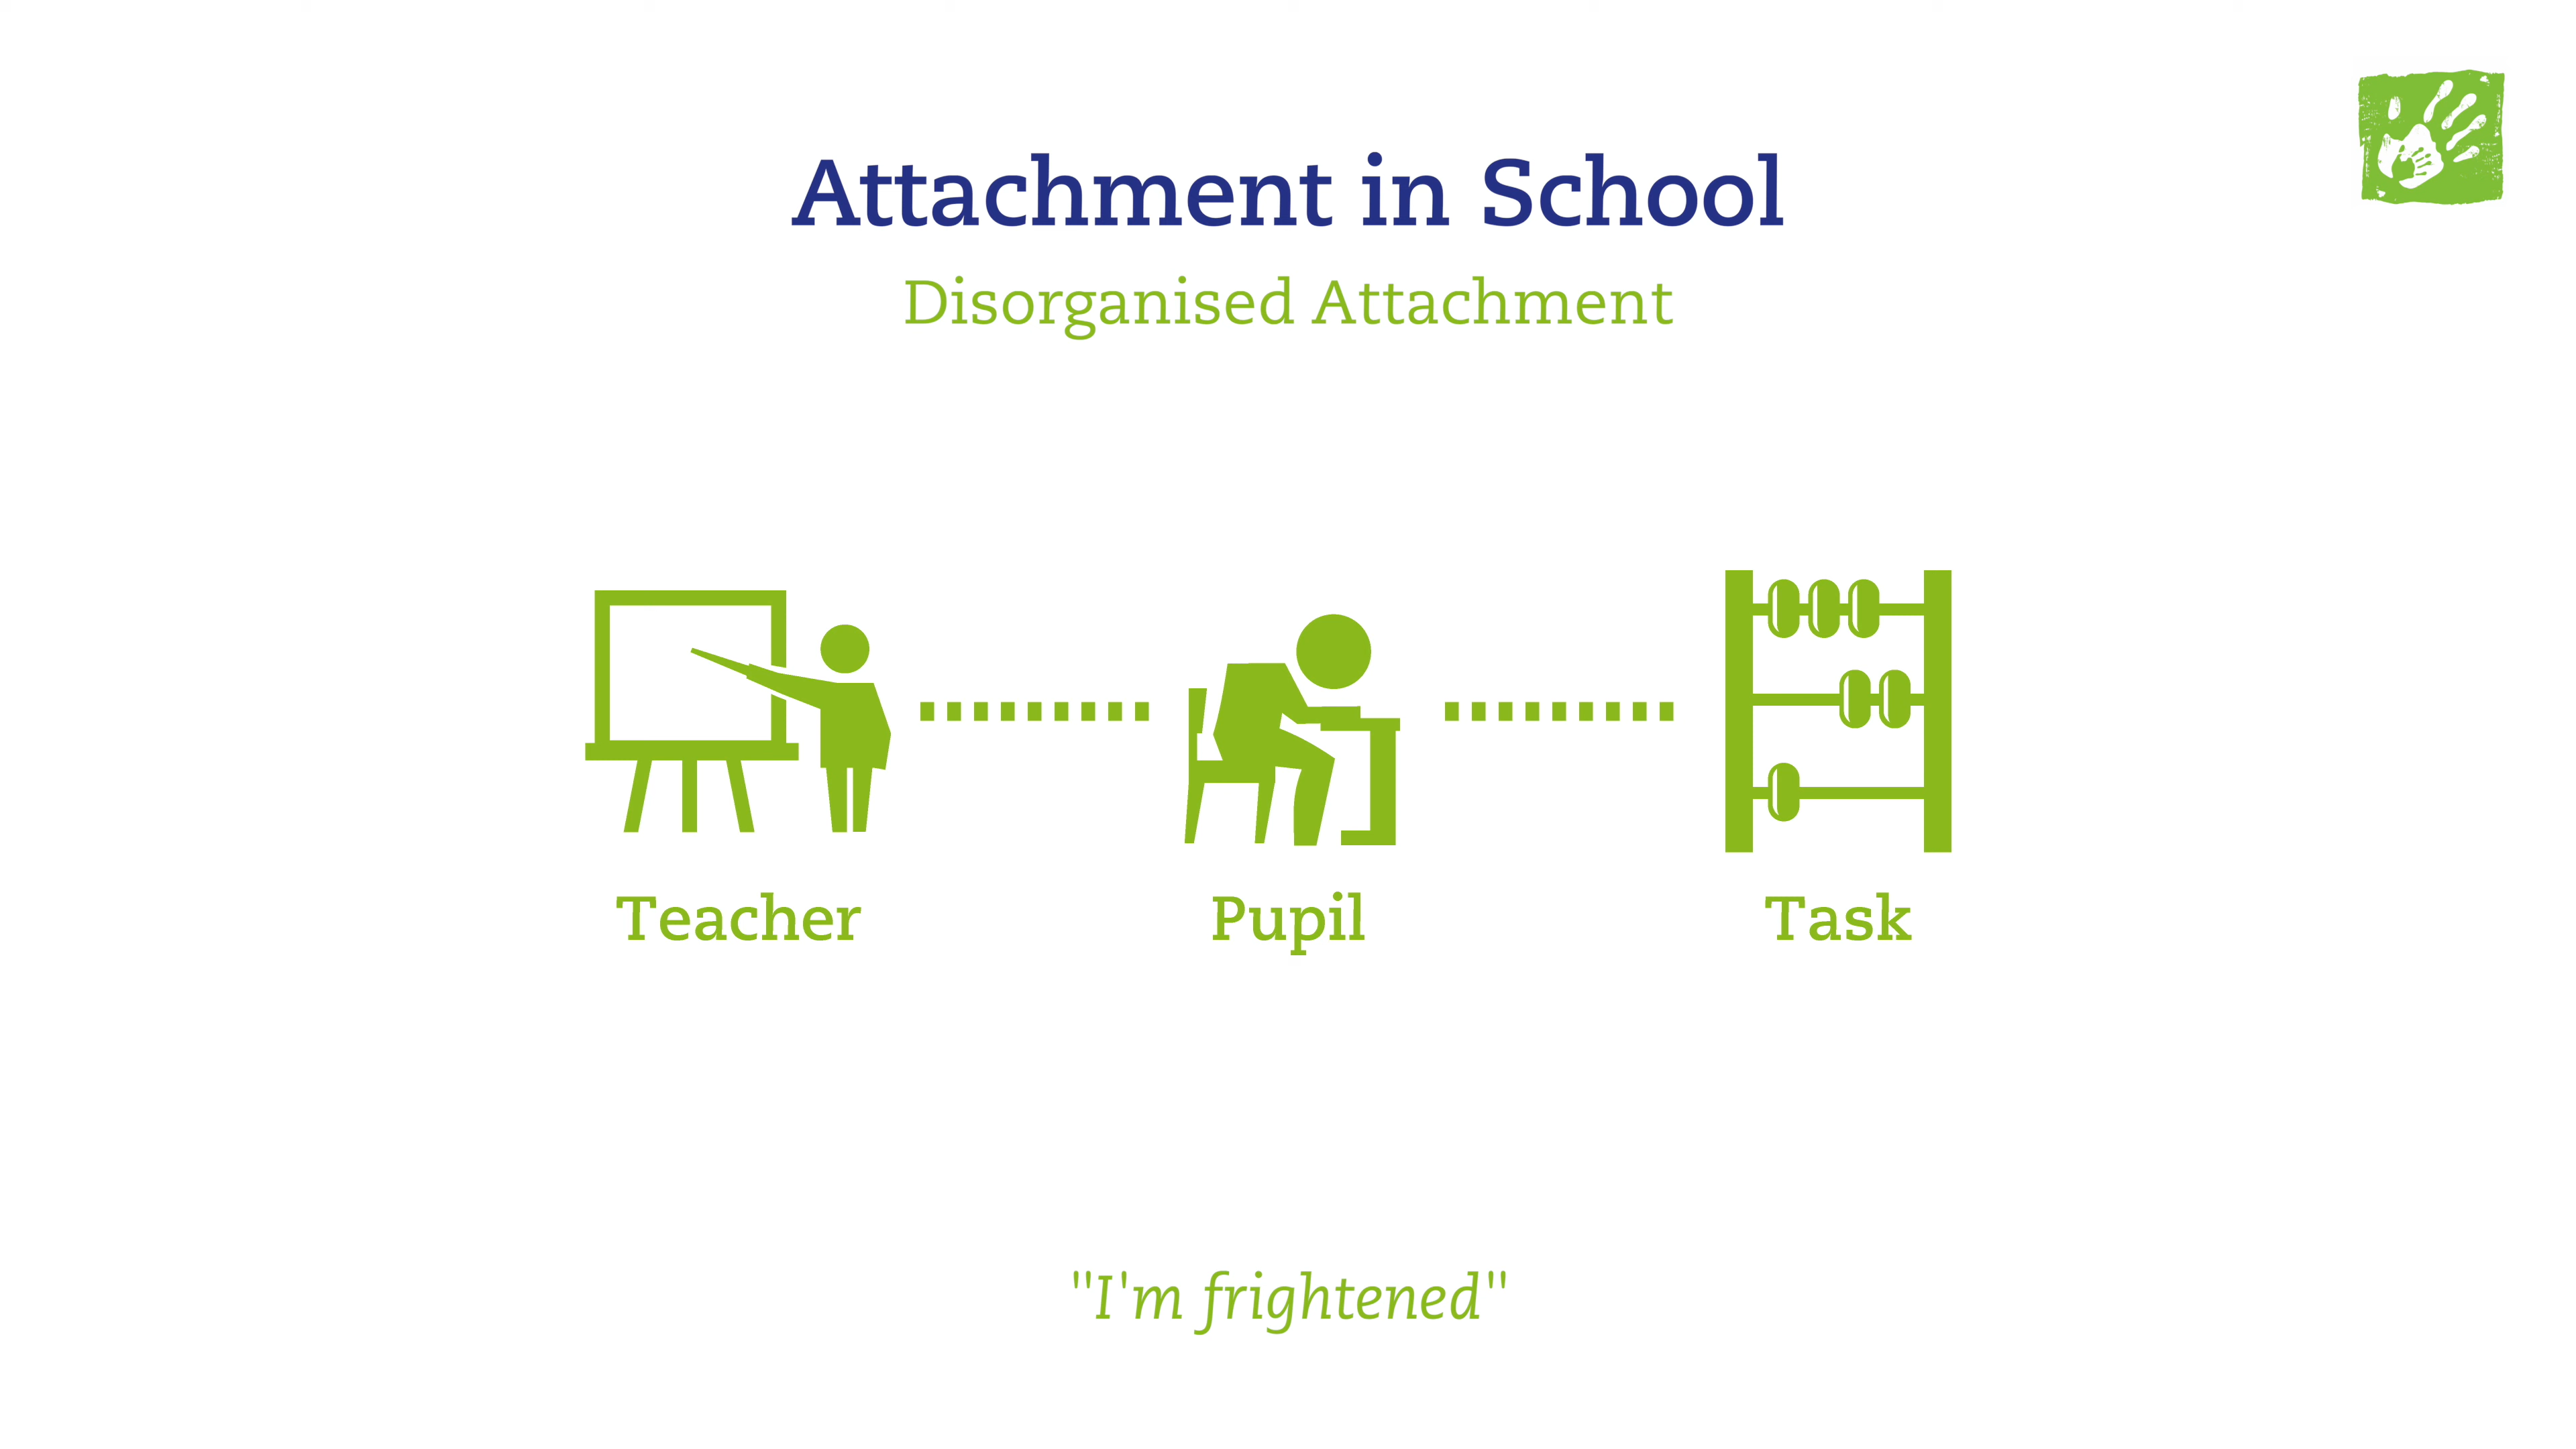 Attachment in School
Disorganised Attachment
Teacher
Pupil
Task
"I'm frightened"